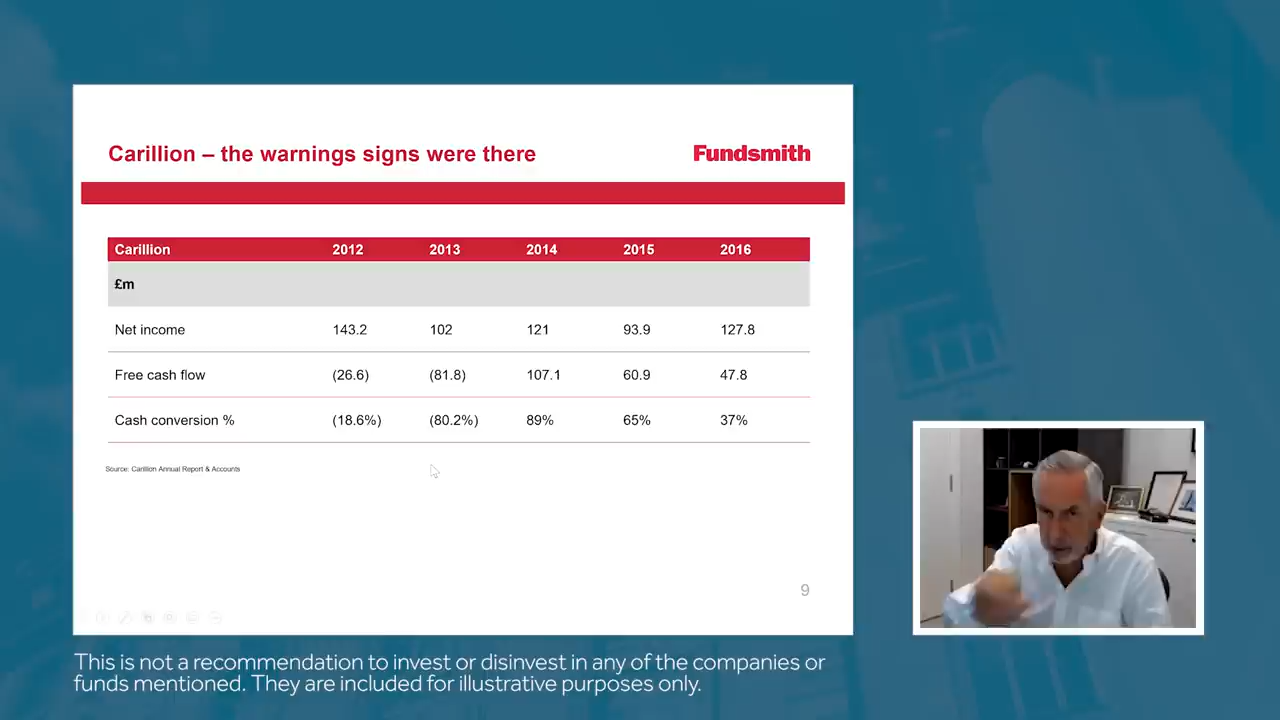 Carillion – the warnings signs were there
Fundsmith
Carillion 2012 2013 2014 2015 2016
£m
Net income 143.2 102 121 93.9 127.8
Free cash flow (26.6) (81.8) 107.1 60.9 47.8
Cash conversion % (18.6%) (80.2%) 89% 65% 37%
Source: Carillion Annual Report & Accounts
9
This is not a recommendation to invest or disinvest in any of the companies or
funds mentioned. They are included for illustrative purposes only.